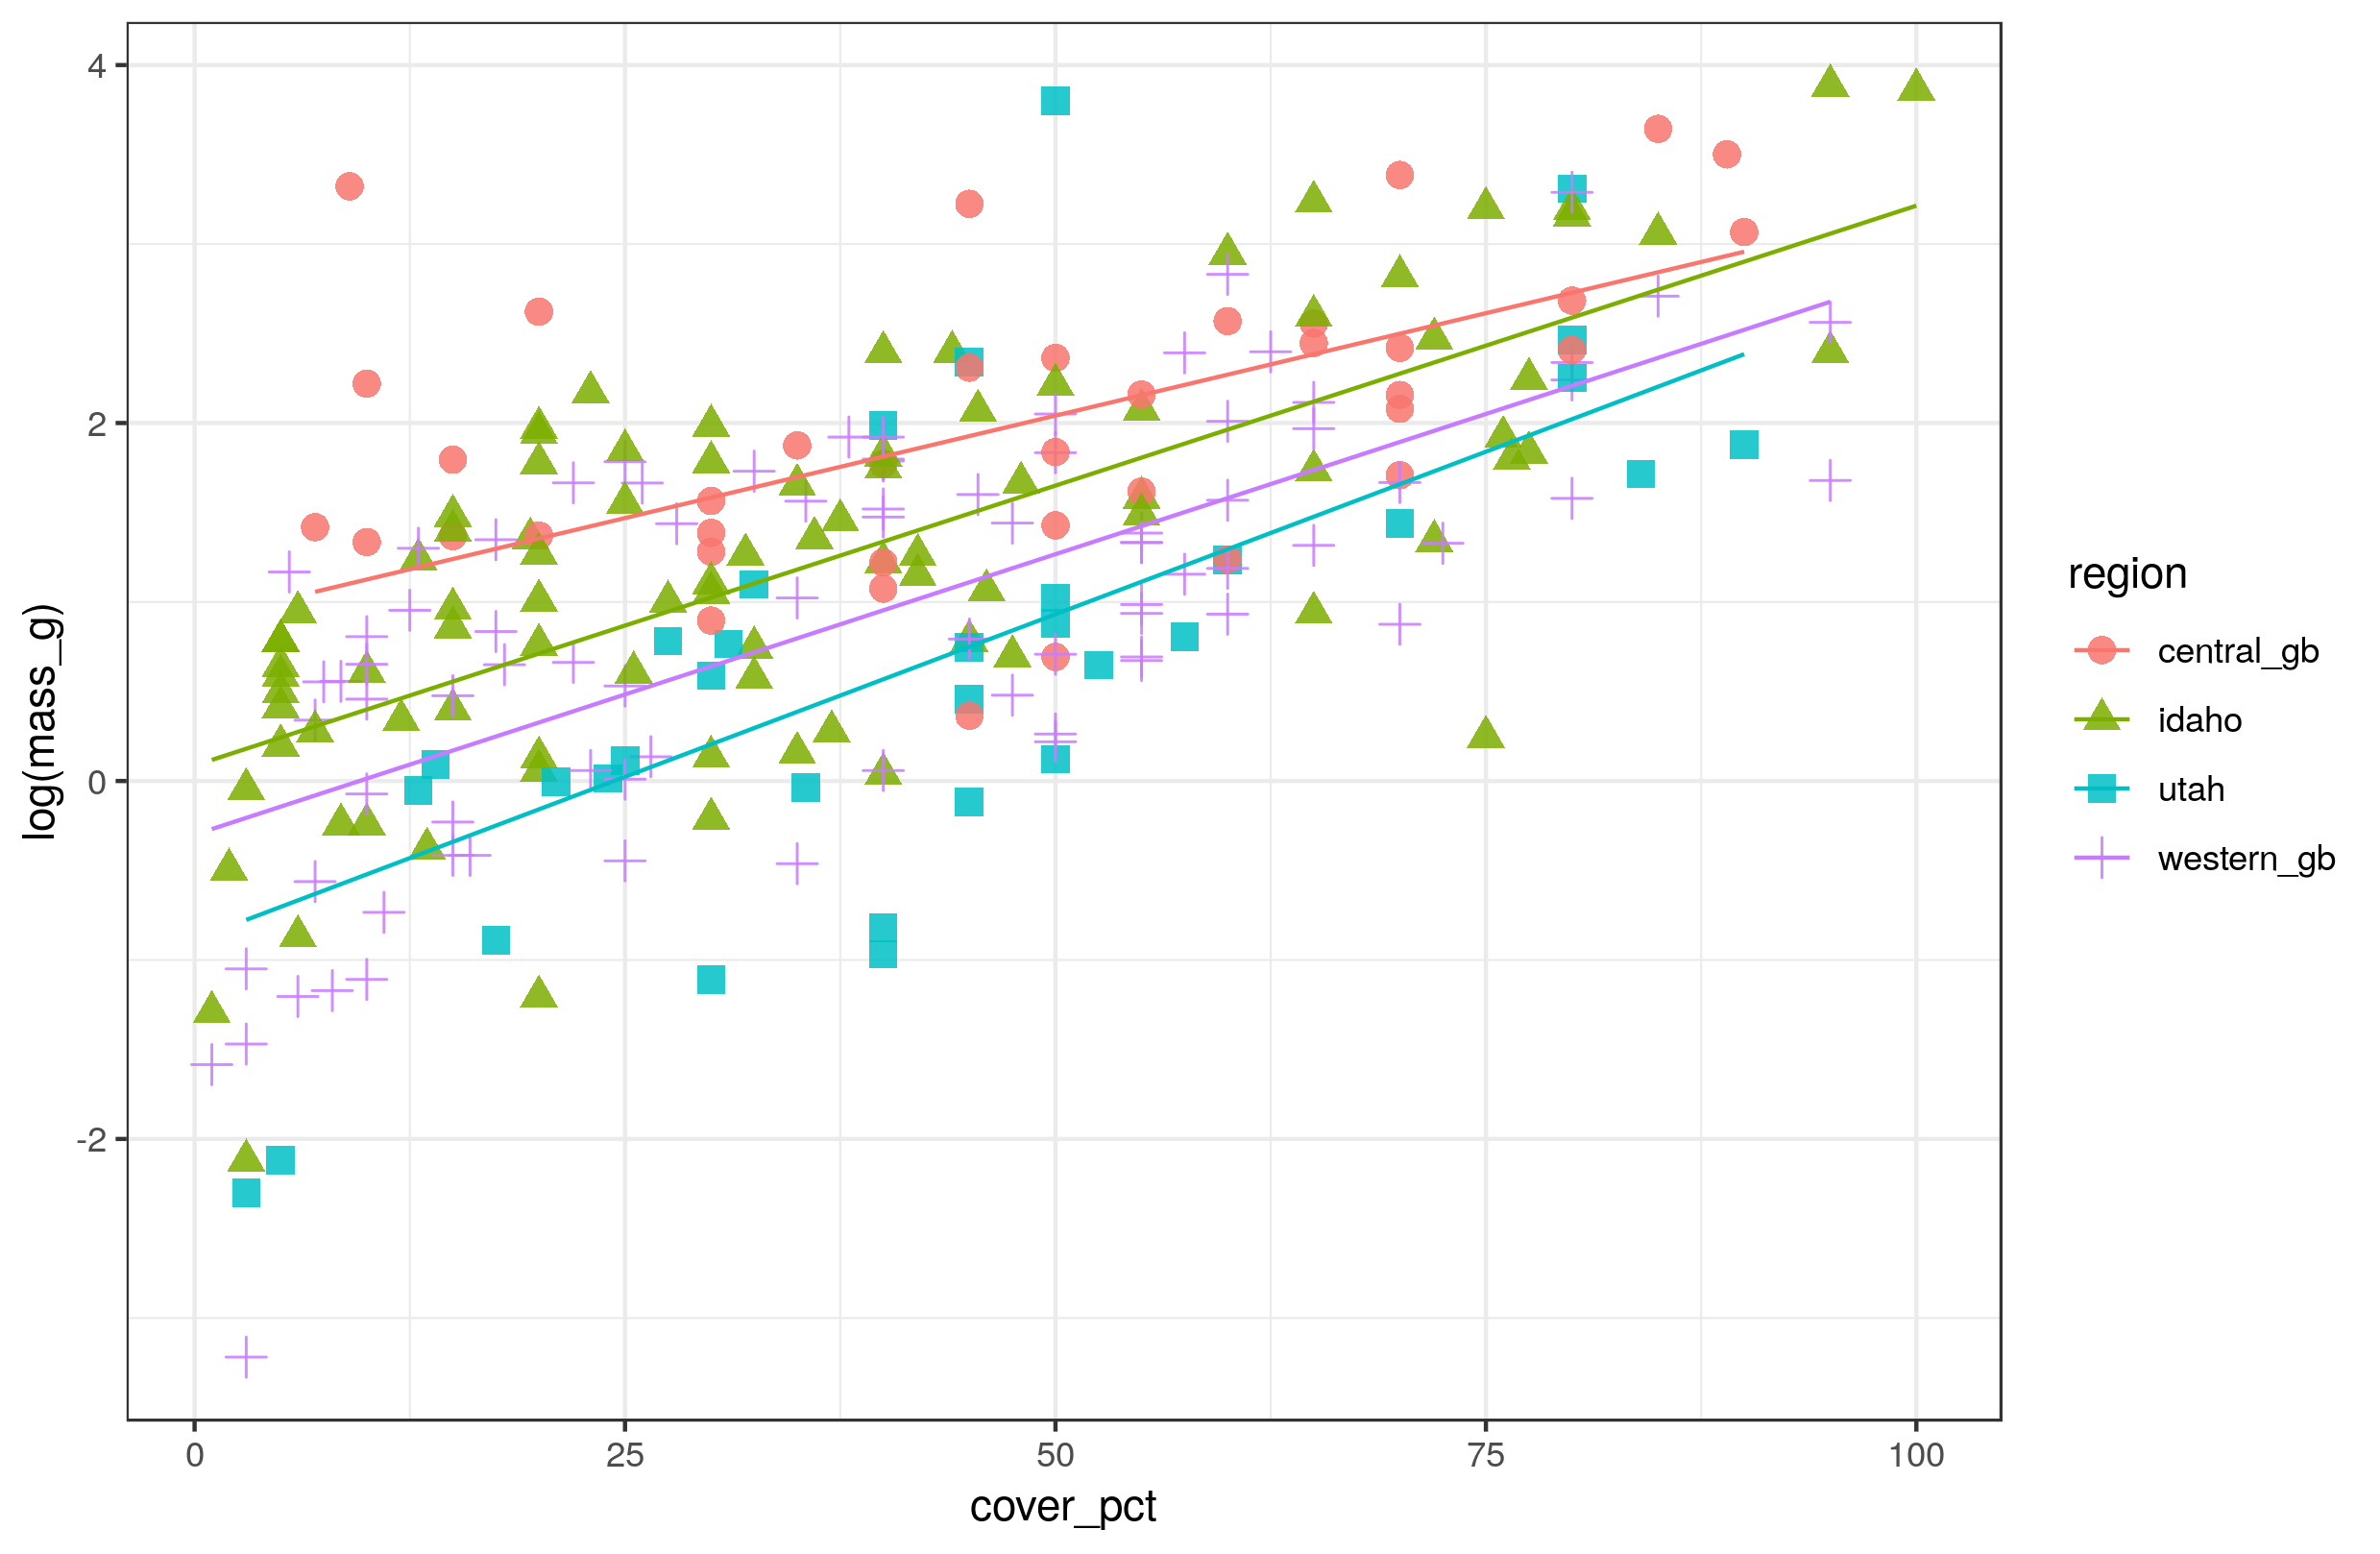 log(mass_g)
4
2
0
-2
0
25
50
75
100
cover_pct
region
central_gb
idaho
utah
western_gb